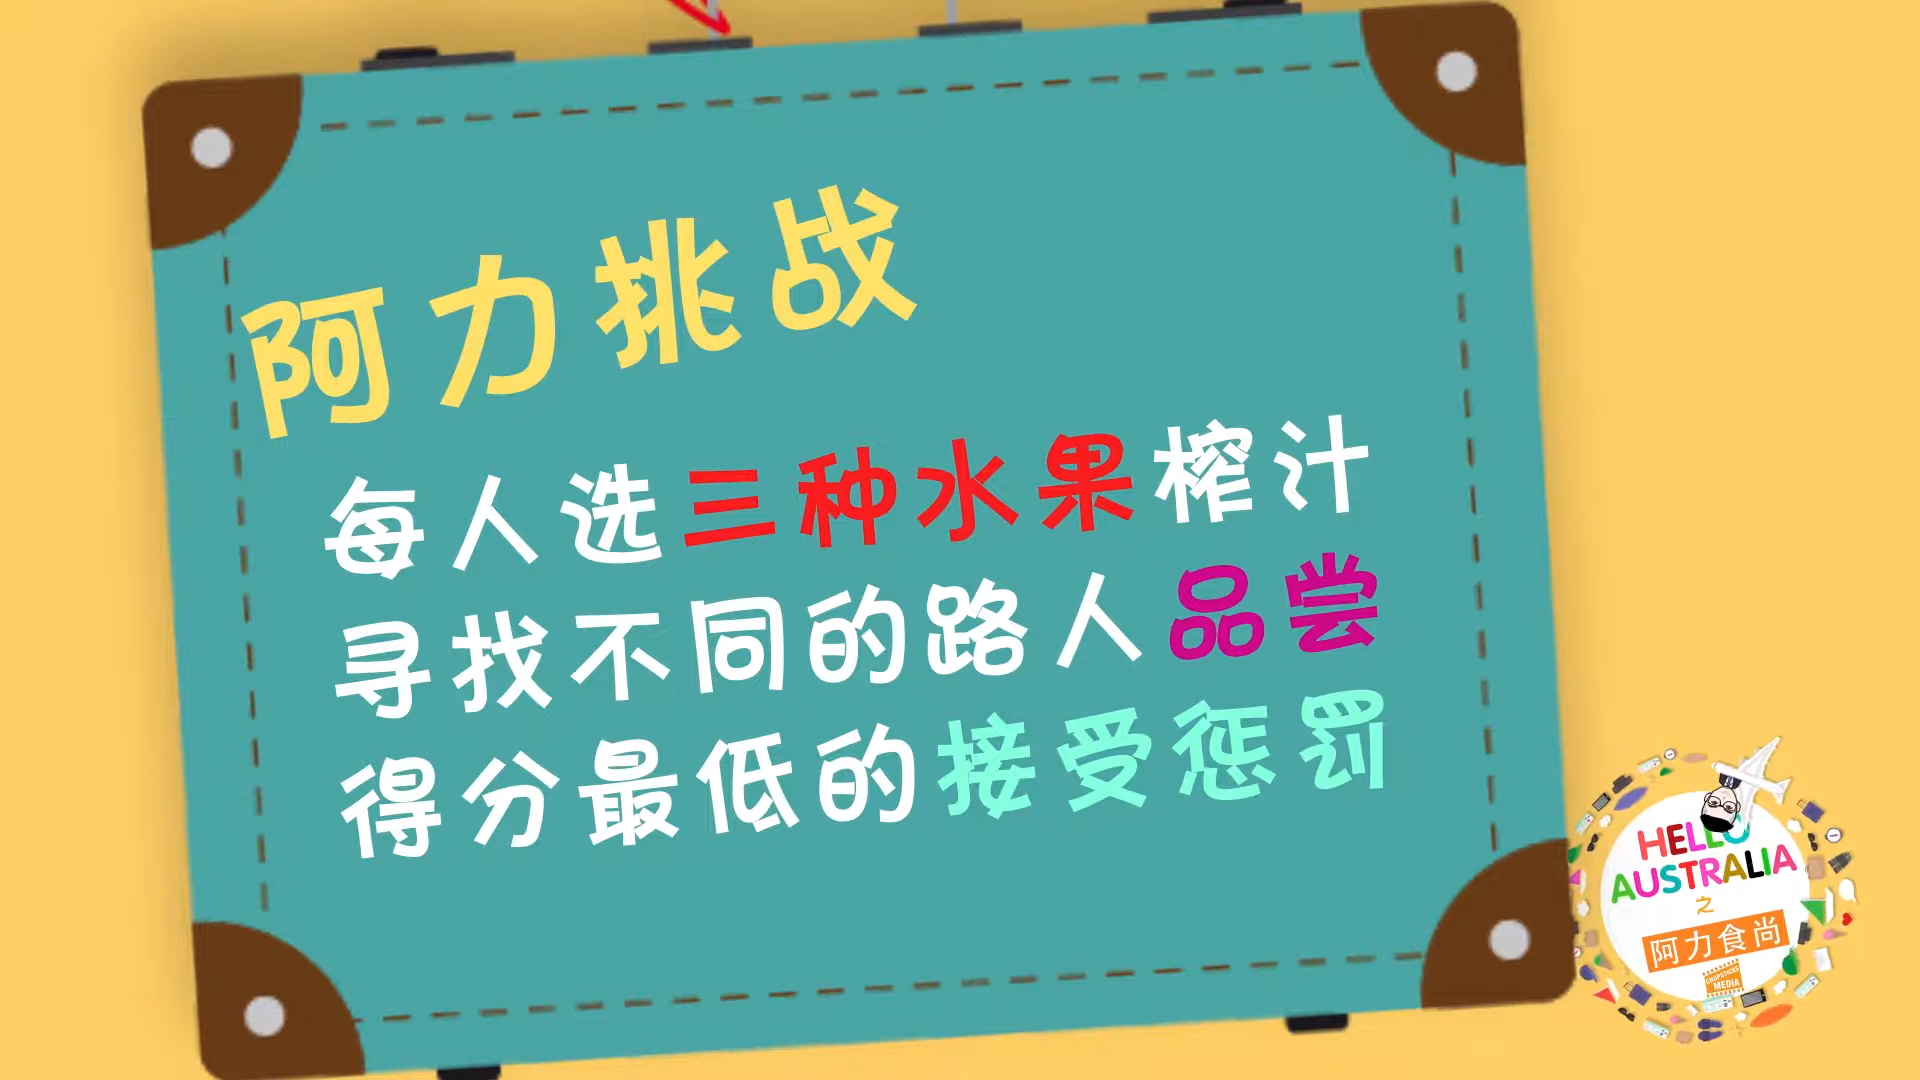 阿力挑战
每人选三种水果榨汁
寻找不同的路人品尝
得分最低的接受惩罚
HELLO
AUSTRALIA
之
阿力食尚
CHOPSTICKS
MEDIA